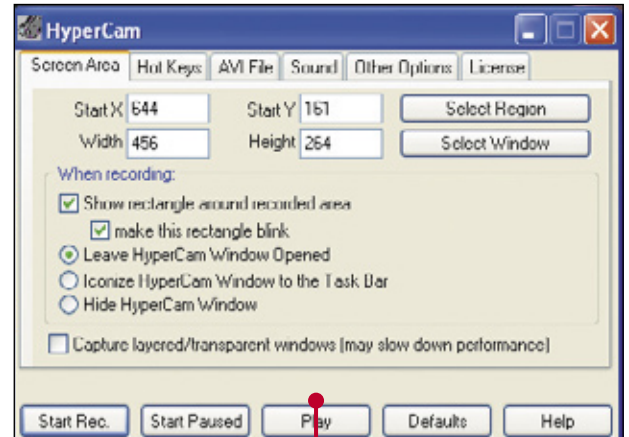 HyperCam
Screen Area Hot Keys AVI File Sound Other Options License
Start X 644 Start Y 161 Select Region
Width 456 Height 264 Select Window
When recording:
Show rectangle around recorded area
make this rectangle blink
Leave HyperCam Window Opened
Iconize HyperCam Window to the Task Bar
Hide HyperCam Window
Capture layered/transparent windows (may slow down performance)
Start Rec. Start Paused Play Defaults Help